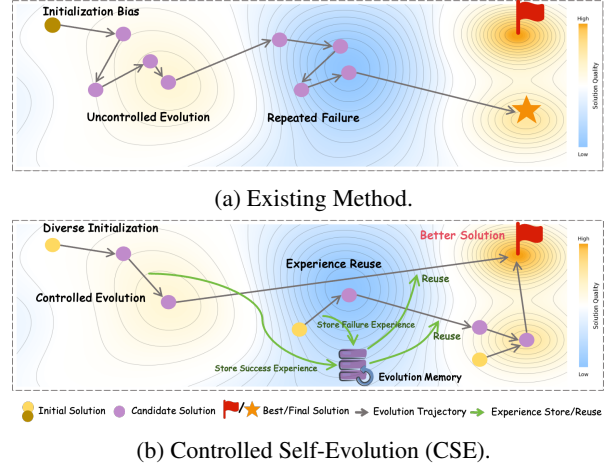 Initialization Bias
Uncontrolled Evolution
Repeated Failure
High
Solution Quality
Low
(a) Existing Method.
Diverse Initialization
Better Solution
High
Experience Reuse
Reuse
Controlled Evolution
Solution Quality
Store Failure Experience
Reuse
Store Success Experience
Evolution Memory
Low
Initial Solution
Candidate Solution
/
Best/Final Solution
Evolution Trajectory
Experience Store/Reuse
(b) Controlled Self-Evolution (CSE).